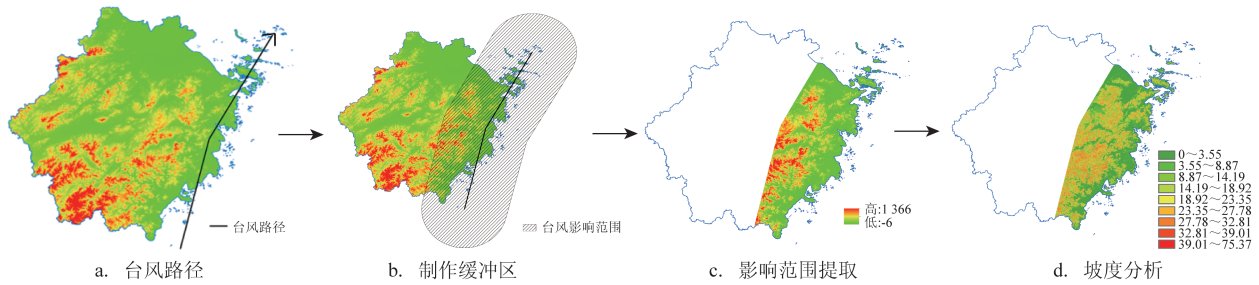 台风路径
台风影响范围
高:1 366
低:-6
0～3.55
3.55～8.87
8.87～14.19
14.19～18.92
18.92～23.35
23.35～27.78
27.78～32.81
32.81～39.01
39.01～75.37
a. 台风路径
b. 制作缓冲区
c. 影响范围提取
d. 坡度分析